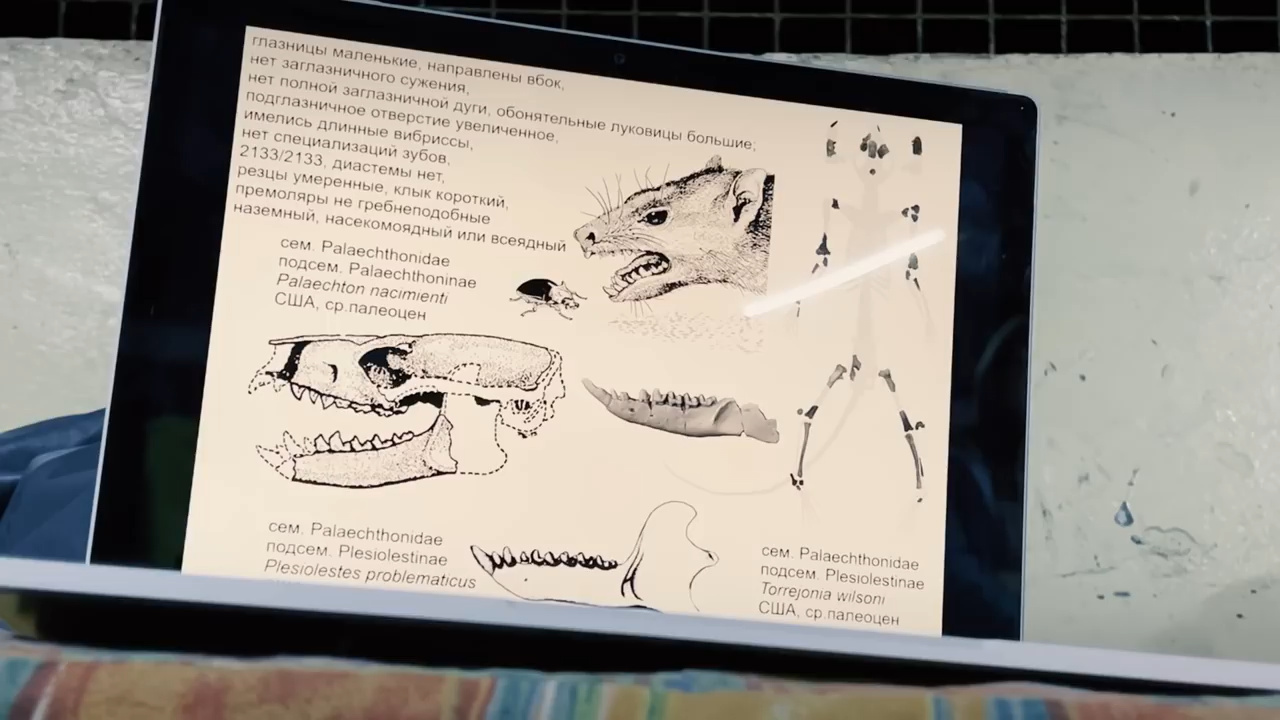 глазницы маленькие, направлены вбок,
нет заглазничного сужения,
нет полной заглазничной дуги, обонятельные луковицы большие;
подглазничное отверстие увеличенное,
имелись длинные вибриссы,
нет специализаций зубов,
2133/2133, диастемы нет,
резцы умеренные, клык короткий,
премоляры не гребнеподобные
наземный, насекомоядный или всеядный
сем. Palaechthonidae
подсем. Palaechthoninae
Palaechton nacimienti
США, ср.палеоцен
сем. Palaechthonidae
подсем. Plesiolestinae
Plesiolestes problematicus
сем. Palaechthonidae
подсем. Plesiolestinae
Torrejonia wilsoni
США, ср.палеоцен